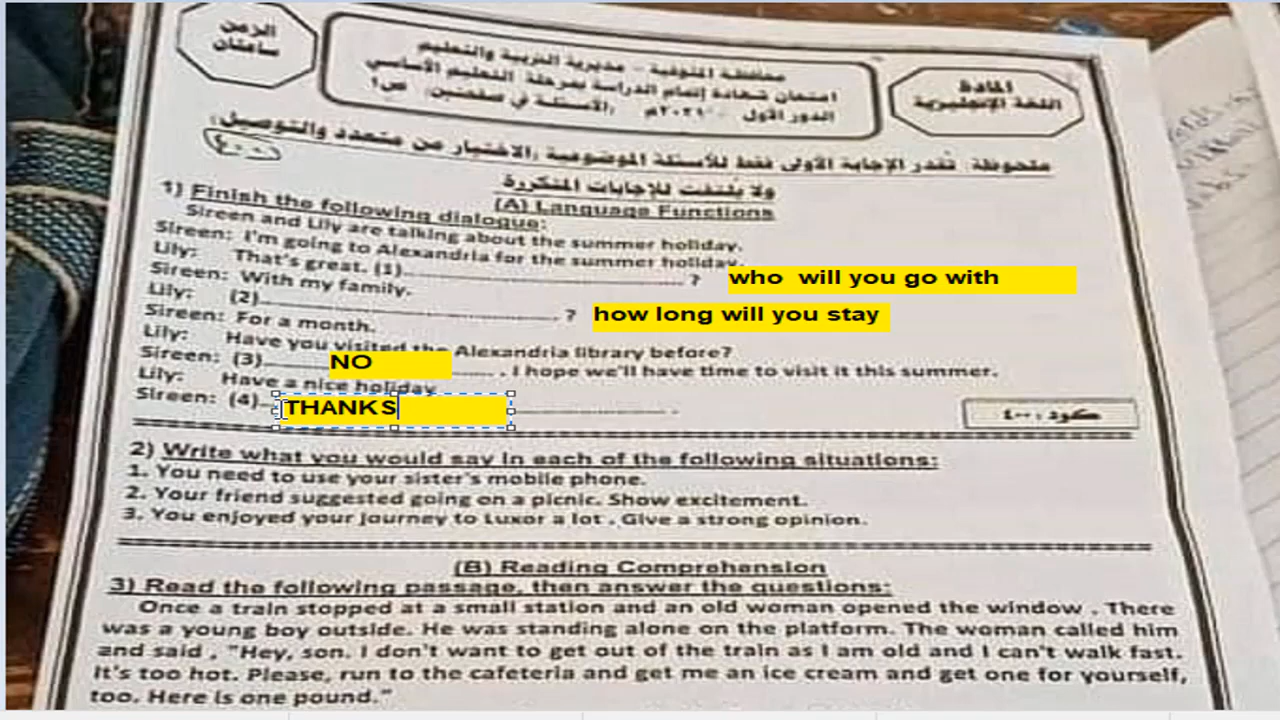 الزمن
ساعتان
محافظة المنوفية - مديرية التربية والتعليم
امتحان شهادة إتمام الدراسة بمرحلة التعليم الأساسي
الدور الأول - ٢٠٢١م (الأسئلة في صفحتين) ص١
المادة
اللغة الإنجليزية
ملحوظة: تُقدر الإجابة الأولى فقط للأسئلة الموضوعية (الاختيار من متعدد والتوصيل)
ولا يُلتفت للإجابات المتكررة
(A) Language Functions
1) Finish the following dialogue:
Sireen and Lily are talking about the summer holiday.
Sireen: I'm going to Alexandria for the summer holiday.
Lily: That's great. (1)................................ ? who will you go with
Sireen: With my family.
Lily: (2)................................ ? how long will you stay
Sireen: For a month.
Lily: Have you visited the Alexandria library before?
Sireen: (3)........ NO ........ . I hope we'll have time to visit it this summer.
Lily: Have a nice holiday
Sireen: (4)... THANKS ................ .
كود : ٤٠٠
2) Write what you would say in each of the following situations:
1. You need to use your sister's mobile phone.
2. Your friend suggested going on a picnic. Show excitement.
3. You enjoyed your journey to Luxor a lot . Give a strong opinion.
(B) Reading Comprehension
3) Read the following passage, then answer the questions:
Once a train stopped at a small station and an old woman opened the window . There
was a young boy outside. He was standing alone on the platform. The woman called him
and said , "Hey, son. I don't want to get out of the train as I am old and I can't walk fast.
It's too hot. Please, run to the cafeteria and get me an ice cream and get one for yourself,
too. Here is one pound."